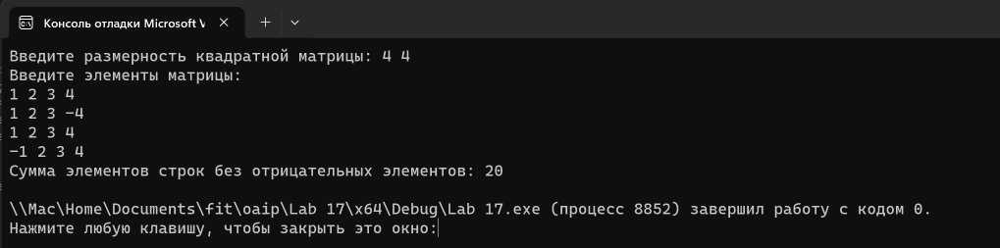 Консоль отладки Microsoft V
Введите размерность квадратной матрицы: 4 4
Введите элементы матрицы:
1 2 3 4
1 2 3 -4
1 2 3 4
-1 2 3 4
Сумма элементов строк без отрицательных элементов: 20
\\Mac\Home\Documents\fit\oaip\Lab 17\x64\Debug\Lab 17.exe (процесс 8852) завершил работу с кодом 0.
Нажмите любую клавишу, чтобы закрыть это окно: